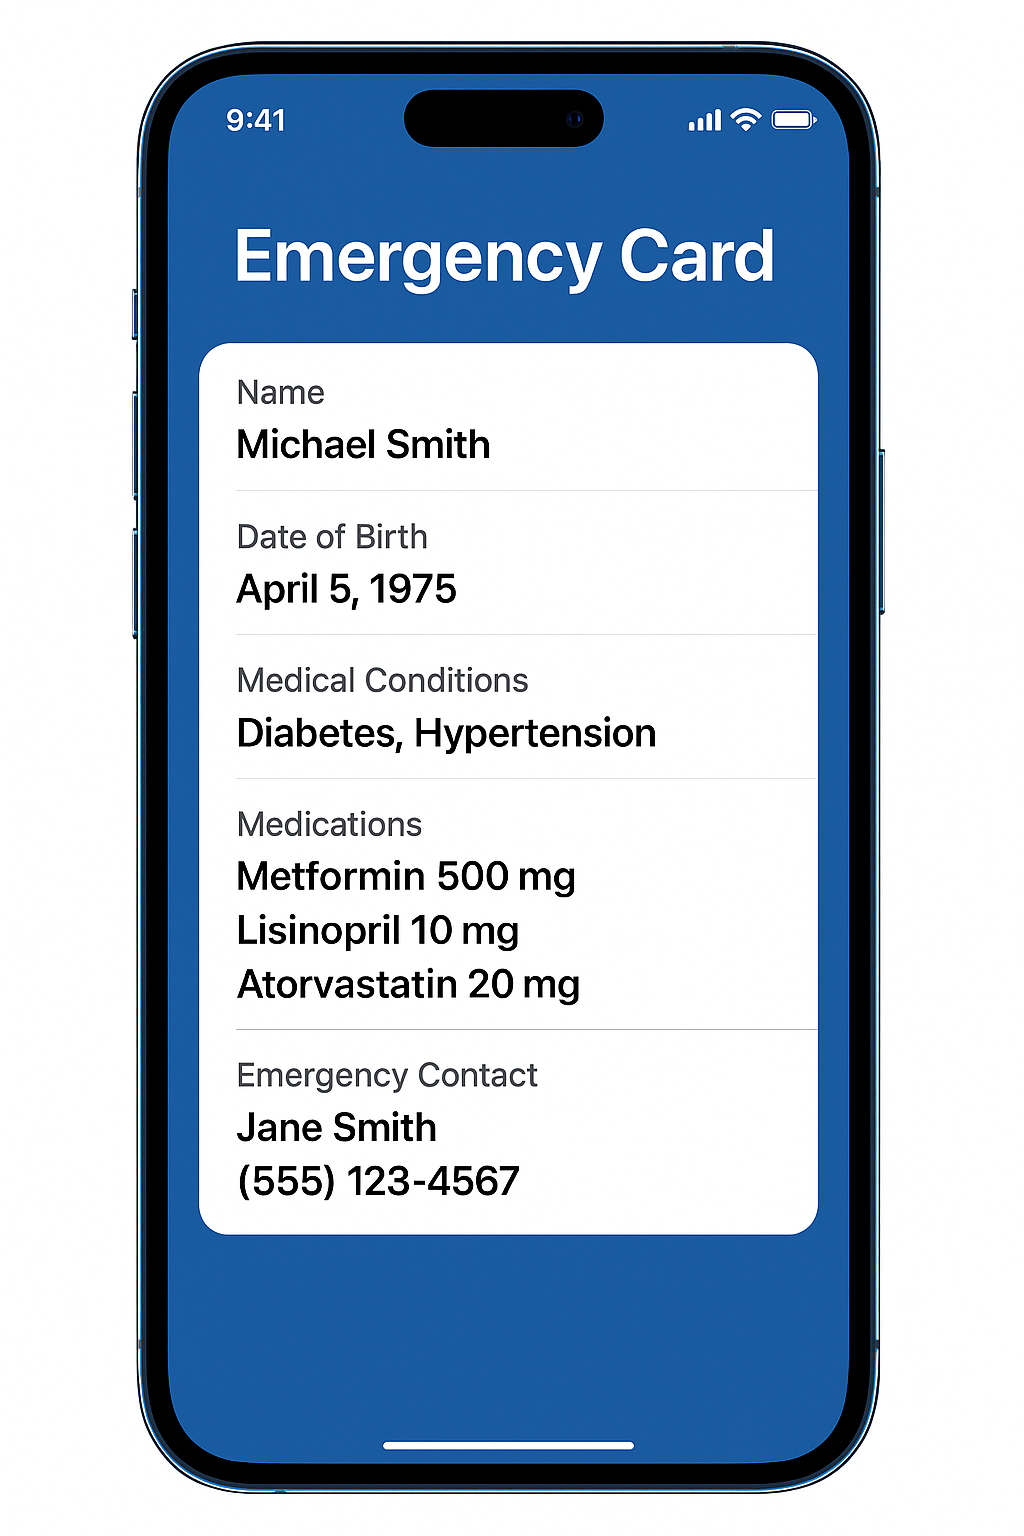 9:41
Emergency Card
Name
Michael Smith
Date of Birth
April 5, 1975
Medical Conditions
Diabetes, Hypertension
Medications
Metformin 500 mg
Lisinopril 10 mg
Atorvastatin 20 mg
Emergency Contact
Jane Smith
(555) 123-4567